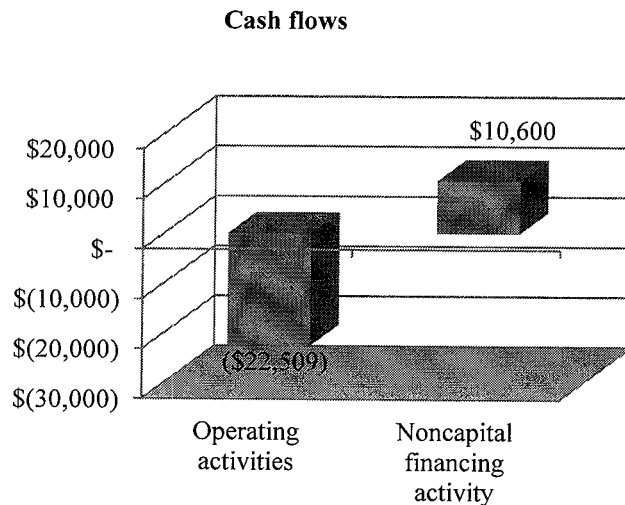 Cash flows
$20,000
$10,000
$-
$(10,000)
$(20,000)
$(30,000)
$10,600
($22,509)
Operating
activities
Noncapital
financing
activity